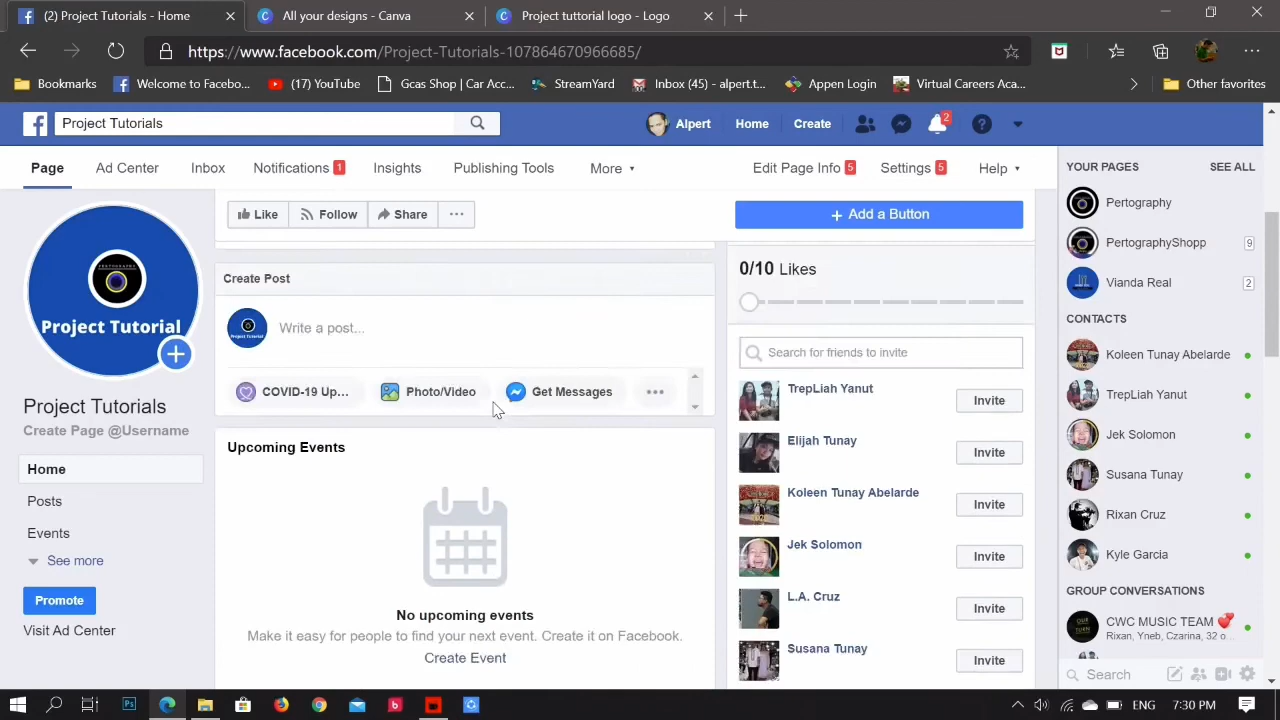 (2) Project Tutorials - Home
All your designs - Canva
Project tuttorial logo - Logo
https://www.facebook.com/Project-Tutorials-107864670966685/
Bookmarks
Welcome to Facebo...
(17) YouTube
Gcas Shop | Car Acc...
StreamYard
Inbox (45) - alpert.t...
Appen Login
Virtual Careers Aca...
Other favorites
Project Tutorials
Alpert
Home
Create
2
Page
Ad Center
Inbox
Notifications 1
Insights
Publishing Tools
More
Edit Page Info 5
Settings 5
Help
YOUR PAGES
SEE ALL
Pertography
PertographyShopp
9
Vianda Real
2
CONTACTS
Koleen Tunay Abelarde
TrepLiah Yanut
Jek Solomon
Susana Tunay
Rixan Cruz
Kyle Garcia
GROUP CONVERSATIONS
CWC MUSIC TEAM 💕
Rixan, Yneb, Czarina, 32 o...
Search
Project Tutorial
Project Tutorials
Create Page @Username
Home
Posts
Events
See more
Promote
Visit Ad Center
Like
Follow
Share
+ Add a Button
Create Post
Write a post...
COVID-19 Up...
Photo/Video
Get Messages
Upcoming Events
No upcoming events
Make it easy for people to find your next event. Create it on Facebook.
Create Event
0/10 Likes
Search for friends to invite
TrepLiah Yanut
Invite
Elijah Tunay
Invite
Koleen Tunay Abelarde
Invite
Jek Solomon
Invite
L.A. Cruz
Invite
Susana Tunay
Invite
ENG
7:30 PM